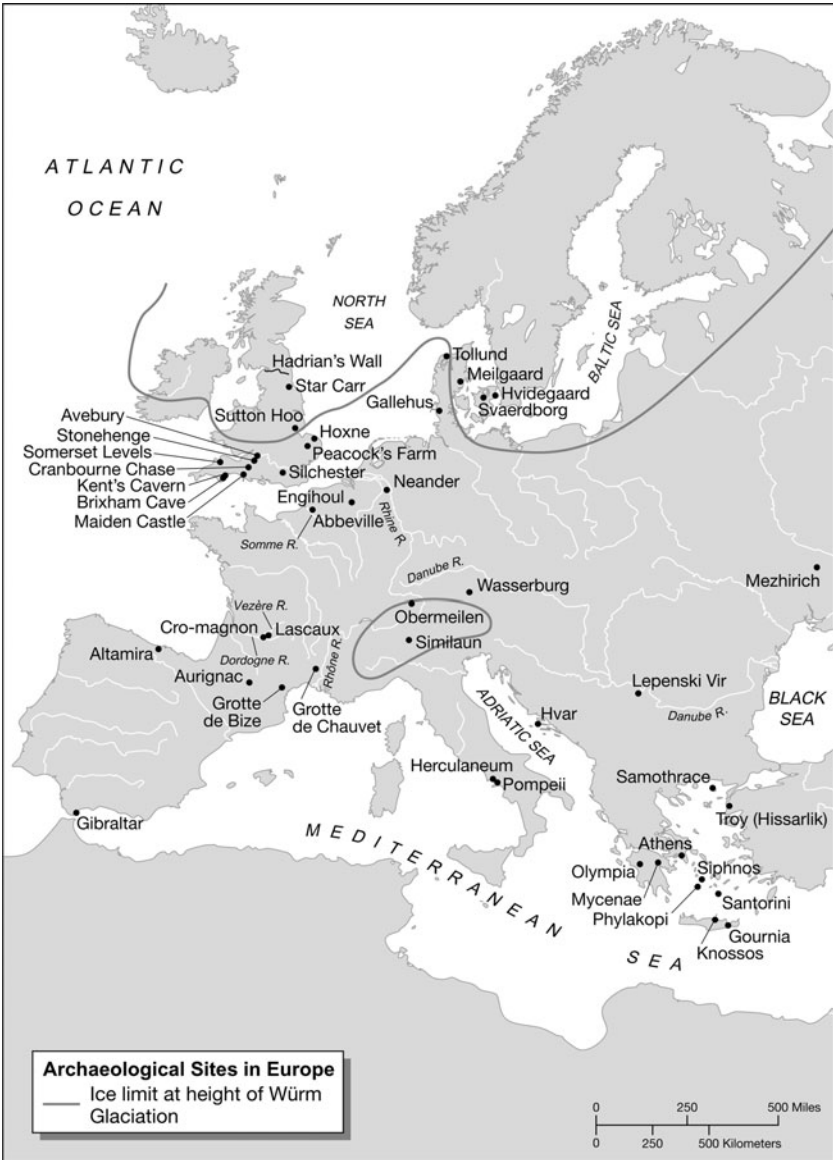 ATLANTIC
OCEAN
NORTH
SEA
BALTIC SEA
Hadrian's Wall
Star Carr
Tollund
Meilgaard
Hvidegaard
Svaerdborg
Gallehus
Avebury
Sutton Hoo
Stonehenge
Hoxne
Somerset Levels
Peacock's Farm
Cranbourne Chase
Silchester
Kent's Cavern
Neander
Brixham Cave
Engihoul
Maiden Castle
Abbeville
Rhine R.
Somme R.
Danube R.
Wasserburg
Mezhirich
Obermeilen
Vezère R.
Cro-magnon
Lascaux
Similaun
Altamira
Dordogne R.
Rhône R.
Aurignac
Lepenski Vir
Grotte
de Bize
Grotte
de Chauvet
ADRIATIC SEA
Hvar
Danube R.
BLACK
SEA
Herculaneum
Pompeii
Samothrace
Troy (Hissarlik)
Gibraltar
MEDITERRANEAN
SEA
Athens
Olympia
Siphnos
Mycenae
Phylakopi
Santorini
Gournia
Knossos
Archaeological Sites in Europe
Ice limit at height of Würm
Glaciation
0 250 500 Miles
0 250 500 Kilometers